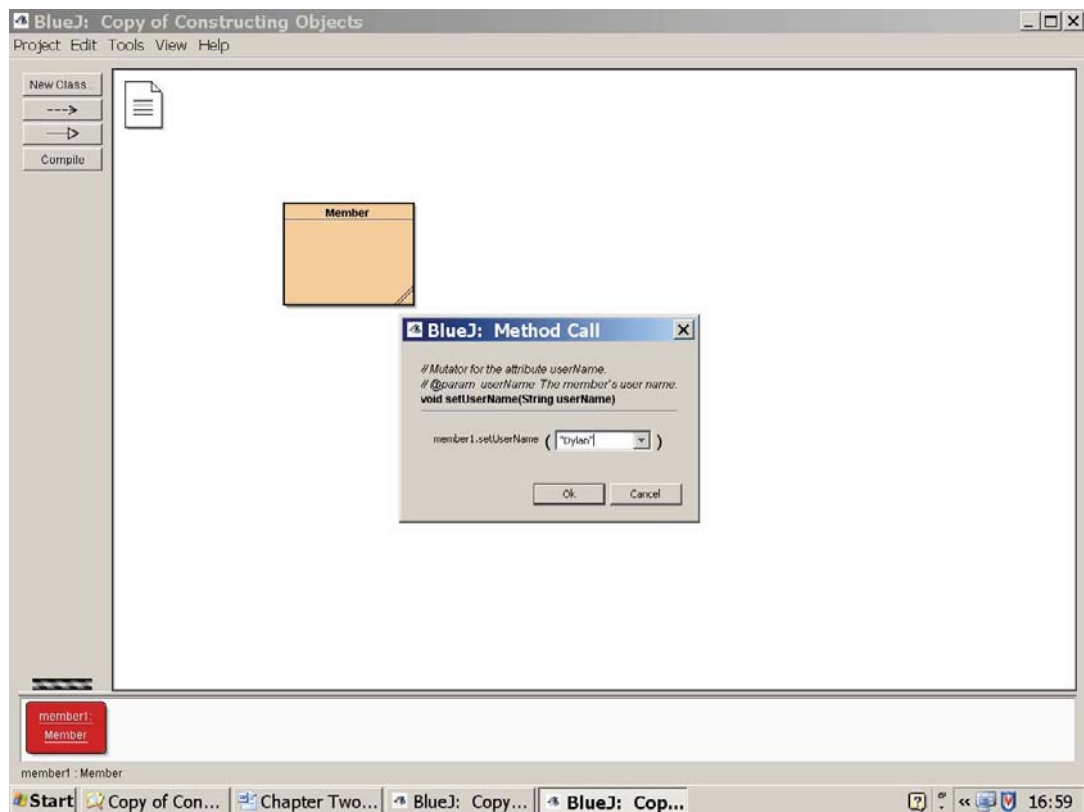 BlueJ: Copy of Constructing Objects
Project Edit Tools View Help
New Class...
Compile
Member
BlueJ: Method Call
// Mutator for the attribute userName.
// @param userName The member's user name.
void setUserName(String userName)
member1.setUserName ( "Dylan" )
Ok
Cancel
member1:
Member
member1 : Member
Start Copy of Con... Chapter Two... BlueJ: Copy... BlueJ: Cop... 16:59